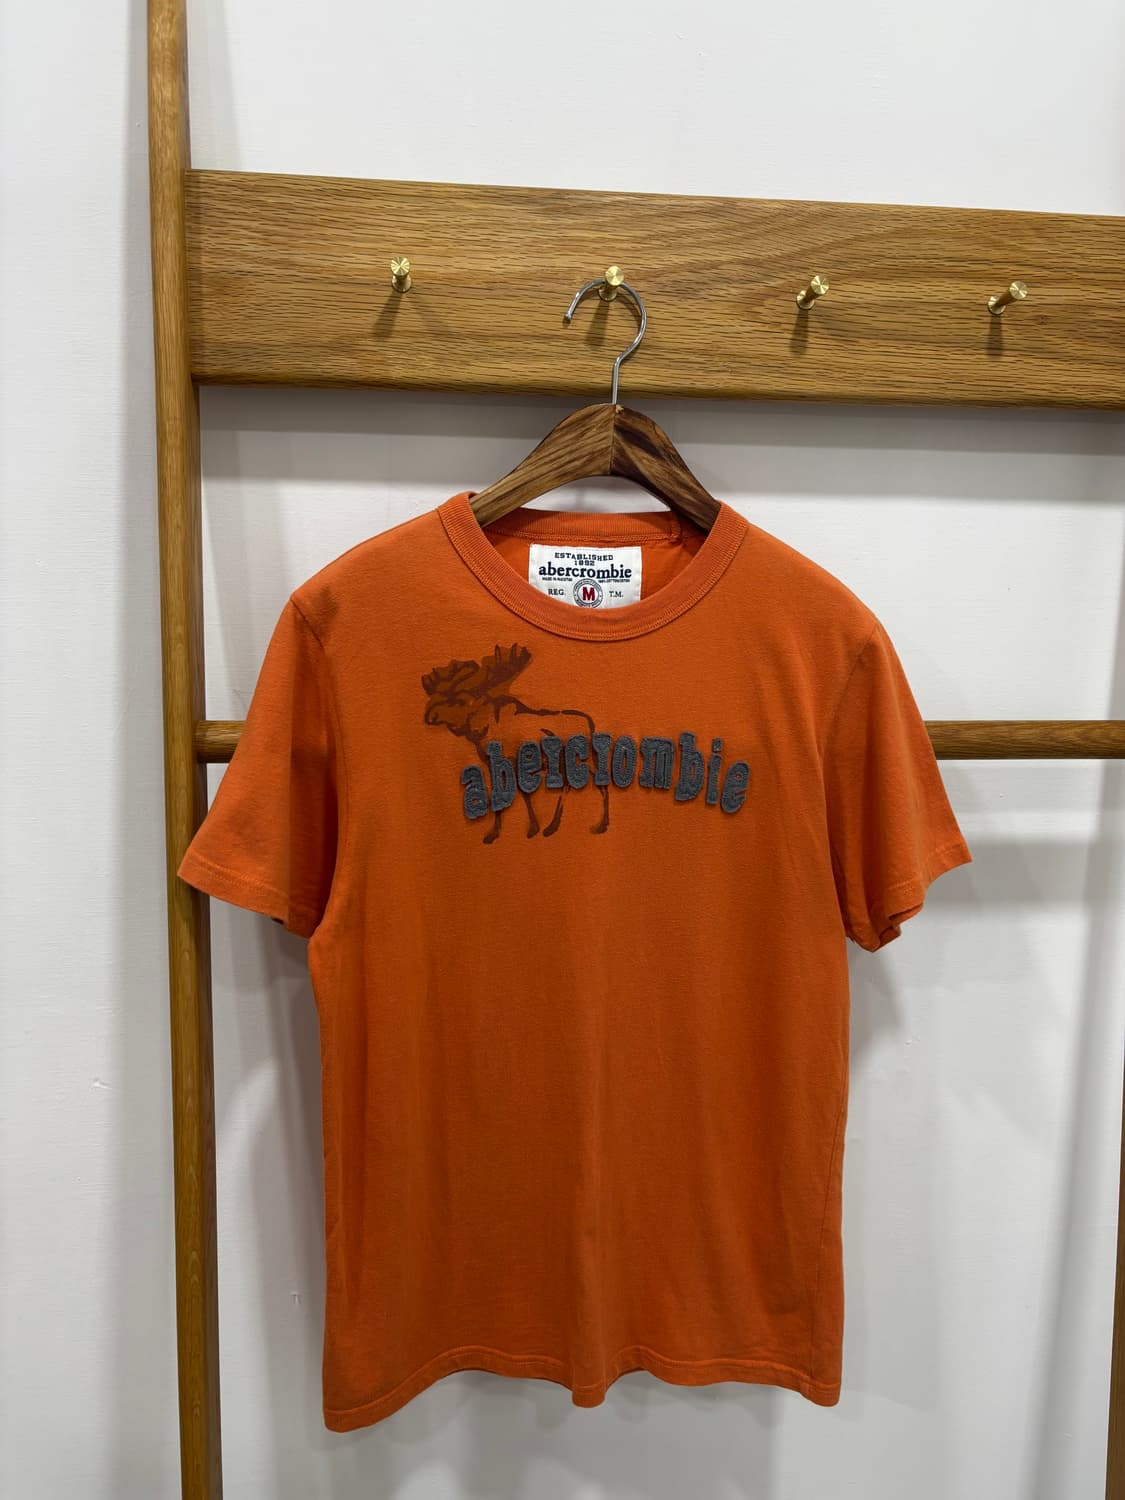 ESTABLISHED
1892
abercrombie
REG. M T.M.
abercrombie